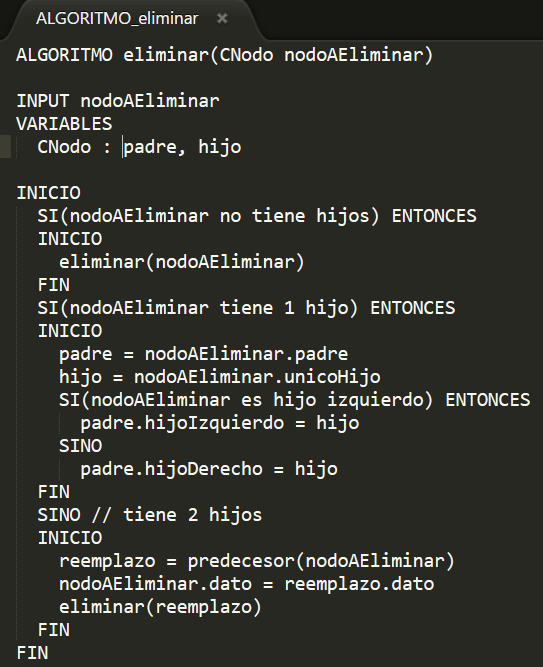 ALGORITMO_eliminar ×
ALGORITMO eliminar(CNodo nodoAEliminar)
INPUT nodoAEliminar
VARIABLES
  CNodo : padre, hijo
INICIO
  SI(nodoAEliminar no tiene hijos) ENTONCES
  INICIO
    eliminar(nodoAEliminar)
  FIN
  SI(nodoAEliminar tiene 1 hijo) ENTONCES
  INICIO
    padre = nodoAEliminar.padre
    hijo = nodoAEliminar.unicoHijo
    SI(nodoAEliminar es hijo izquierdo) ENTONCES
      padre.hijoIzquierdo = hijo
    SINO
      padre.hijoDerecho = hijo
  FIN
  SINO // tiene 2 hijos
  INICIO
    reemplazo = predecesor(nodoAEliminar)
    nodoAEliminar.dato = reemplazo.dato
    eliminar(reemplazo)
  FIN
FIN